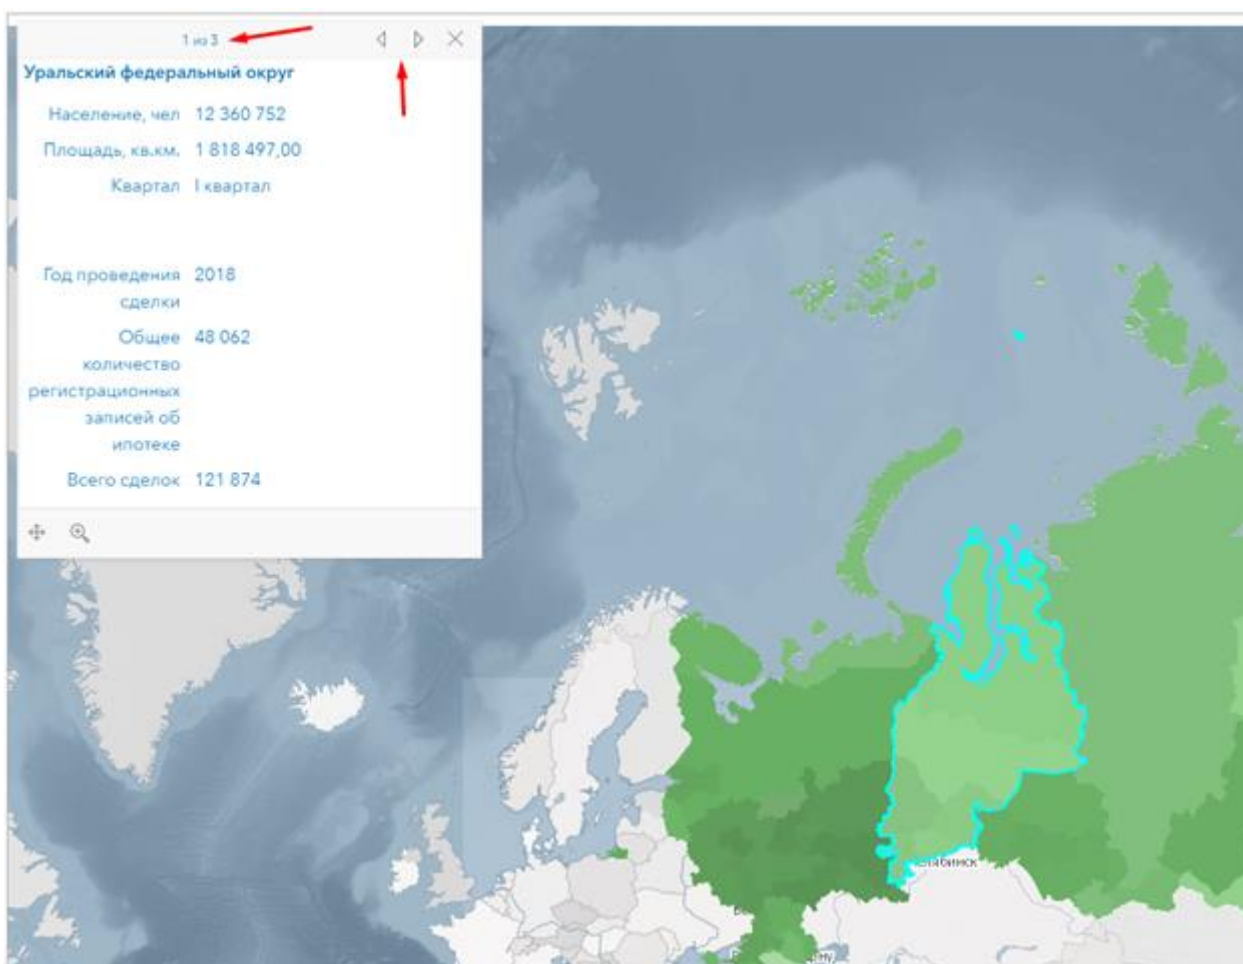 1 из 3
Уральский федеральный округ
Население, чел 12 360 752
Площадь, кв.км. 1 818 497,00
Квартал I квартал
Год проведения 2018
сделки
Общее 48 062
количество
регистрационных
записей об
ипотеке
Всего сделок 121 874